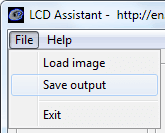 LCD Assistant - http://en
File Help
Load image
Save output
Exit